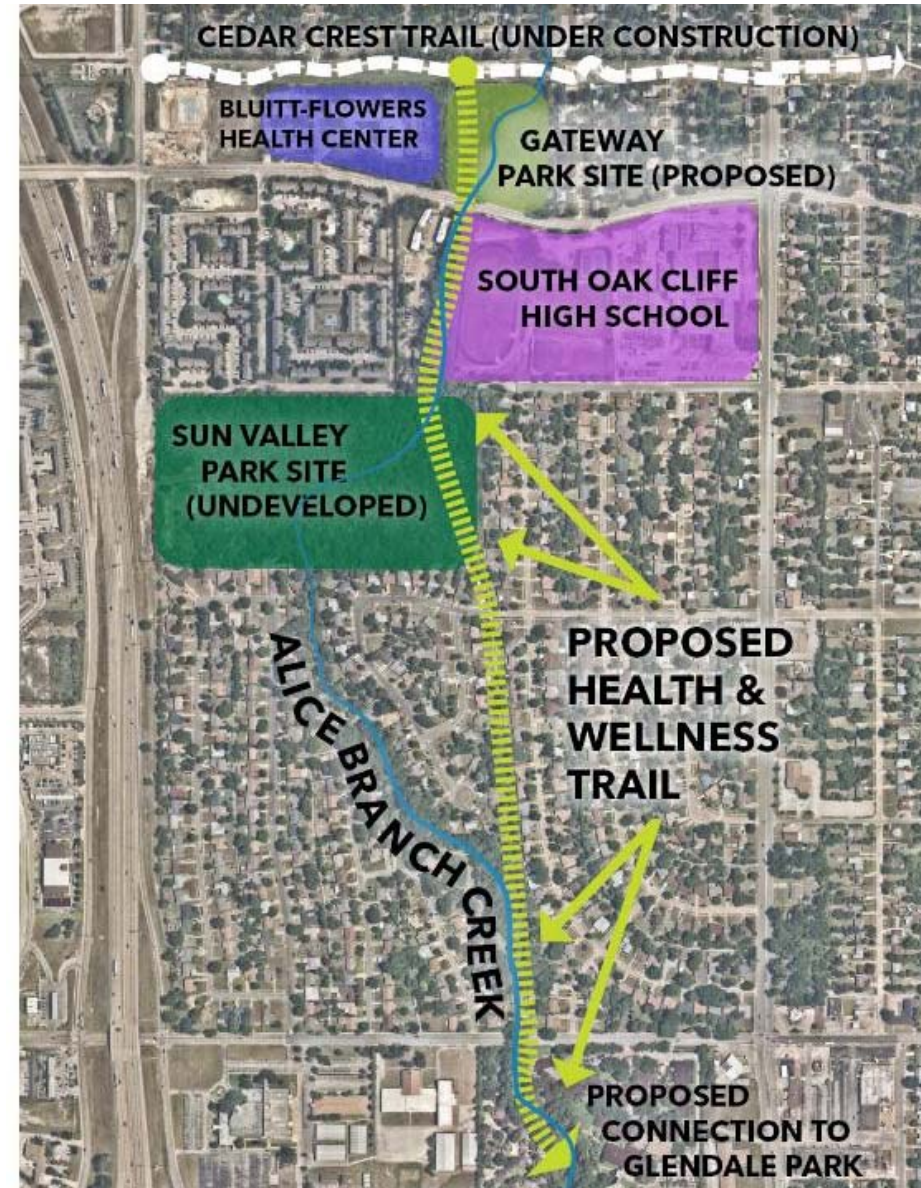 CEDAR CREST TRAIL (UNDER CONSTRUCTION)
BLUITT-FLOWERS
HEALTH CENTER
GATEWAY
PARK SITE (PROPOSED)
SOUTH OAK CLIFF
HIGH SCHOOL
SUN VALLEY
PARK SITE
(UNDEVELOPED)
PROPOSED
HEALTH &
WELLNESS
TRAIL
ALICE BRANCH CREEK
PROPOSED
CONNECTION TO
GLENDALE PARK